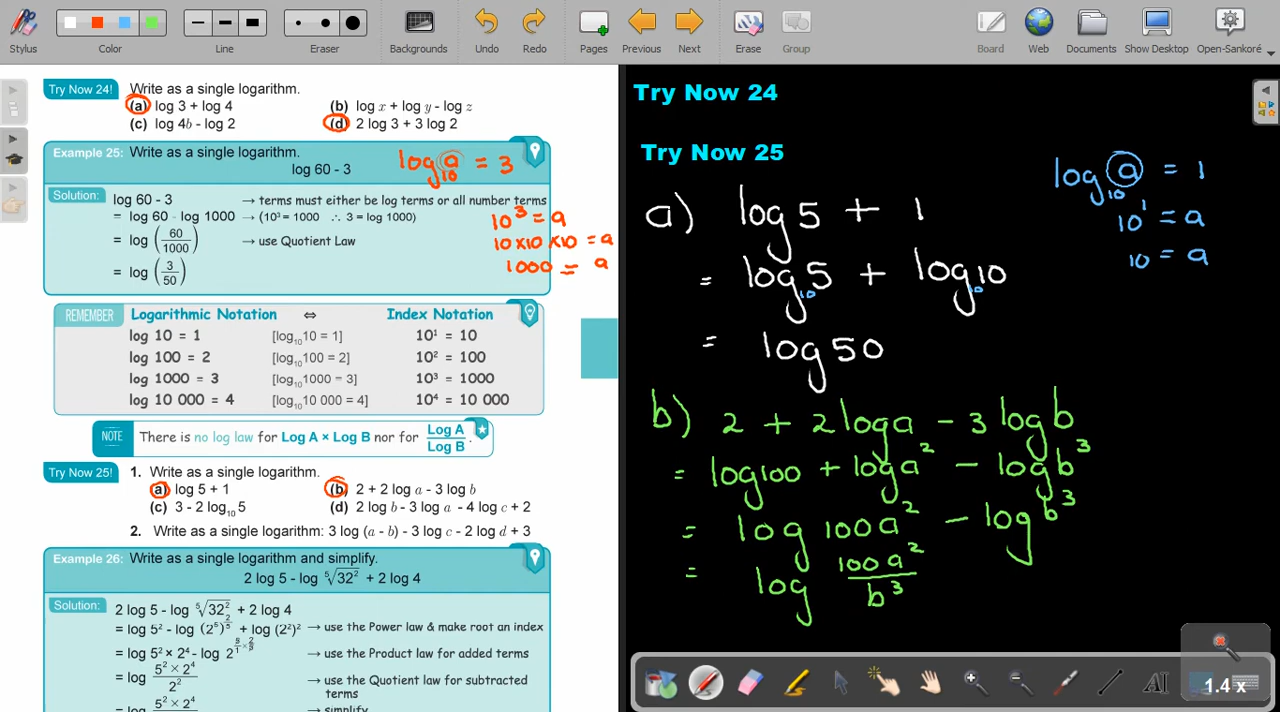 Stylus Color Line Eraser Backgrounds Undo Redo Pages Previous Next Erase Group Board Web Documents Show Desktop Open-Sankoré
Try Now 24! Write as a single logarithm.
(a) log 3 + log 4 (b) log x + log y - log z
(c) log 4b - log 2 (d) 2 log 3 + 3 log 2
Example 25: Write as a single logarithm.
log 60 - 3
log₁₀ a = 3
Solution: log 60 - 3 → terms must either be log terms or all number terms
= log 60 - log 1000 → (10³ = 1000 ∴ 3 = log 1000)
= log (60/1000) → use Quotient Law
= log (3/50)
10³ = a
10 × 10 × 10 = a
1000 = a
REMEMBER Logarithmic Notation ⇔ Index Notation
log 10 = 1 [log₁₀10 = 1] 10¹ = 10
log 100 = 2 [log₁₀100 = 2] 10² = 100
log 1000 = 3 [log₁₀1000 = 3] 10³ = 1000
log 10 000 = 4 [log₁₀10 000 = 4] 10⁴ = 10 000
NOTE There is no log law for Log A × Log B nor for Log A / Log B.
Try Now 25! 1. Write as a single logarithm.
(a) log 5 + 1 (b) 2 + 2 log a - 3 log b
(c) 3 - 2 log₁₀ 5 (d) 2 log b - 3 log a - 4 log c + 2
2. Write as a single logarithm: 3 log (a - b) - 3 log c - 2 log d + 3
Example 26: Write as a single logarithm and simplify.
2 log 5 - log ⁵√32² + 2 log 4
Solution: 2 log 5 - log ⁵√32² + 2 log 4
= log 5² - log (2⁵)^(2/5) + log (2²)² → use the Power law & make root an index
= log 5² × 2⁴ - log 2^(5/1 × 2/5) → use the Product law for added terms
= log (5² × 2⁴)/2² → use the Quotient law for subtracted
terms
= log 5² × 2⁴ → simplify
Try Now 24
Try Now 25
a) log 5 + 1
= log₁₀ 5 + log₁₀ 10
= log 50
log₁₀ a = 1
10¹ = a
10 = a
b) 2 + 2 log a - 3 log b
= log 100 + log a² - log b³
= log 100a² - log b³
= log 100a²/b³
1.4 x